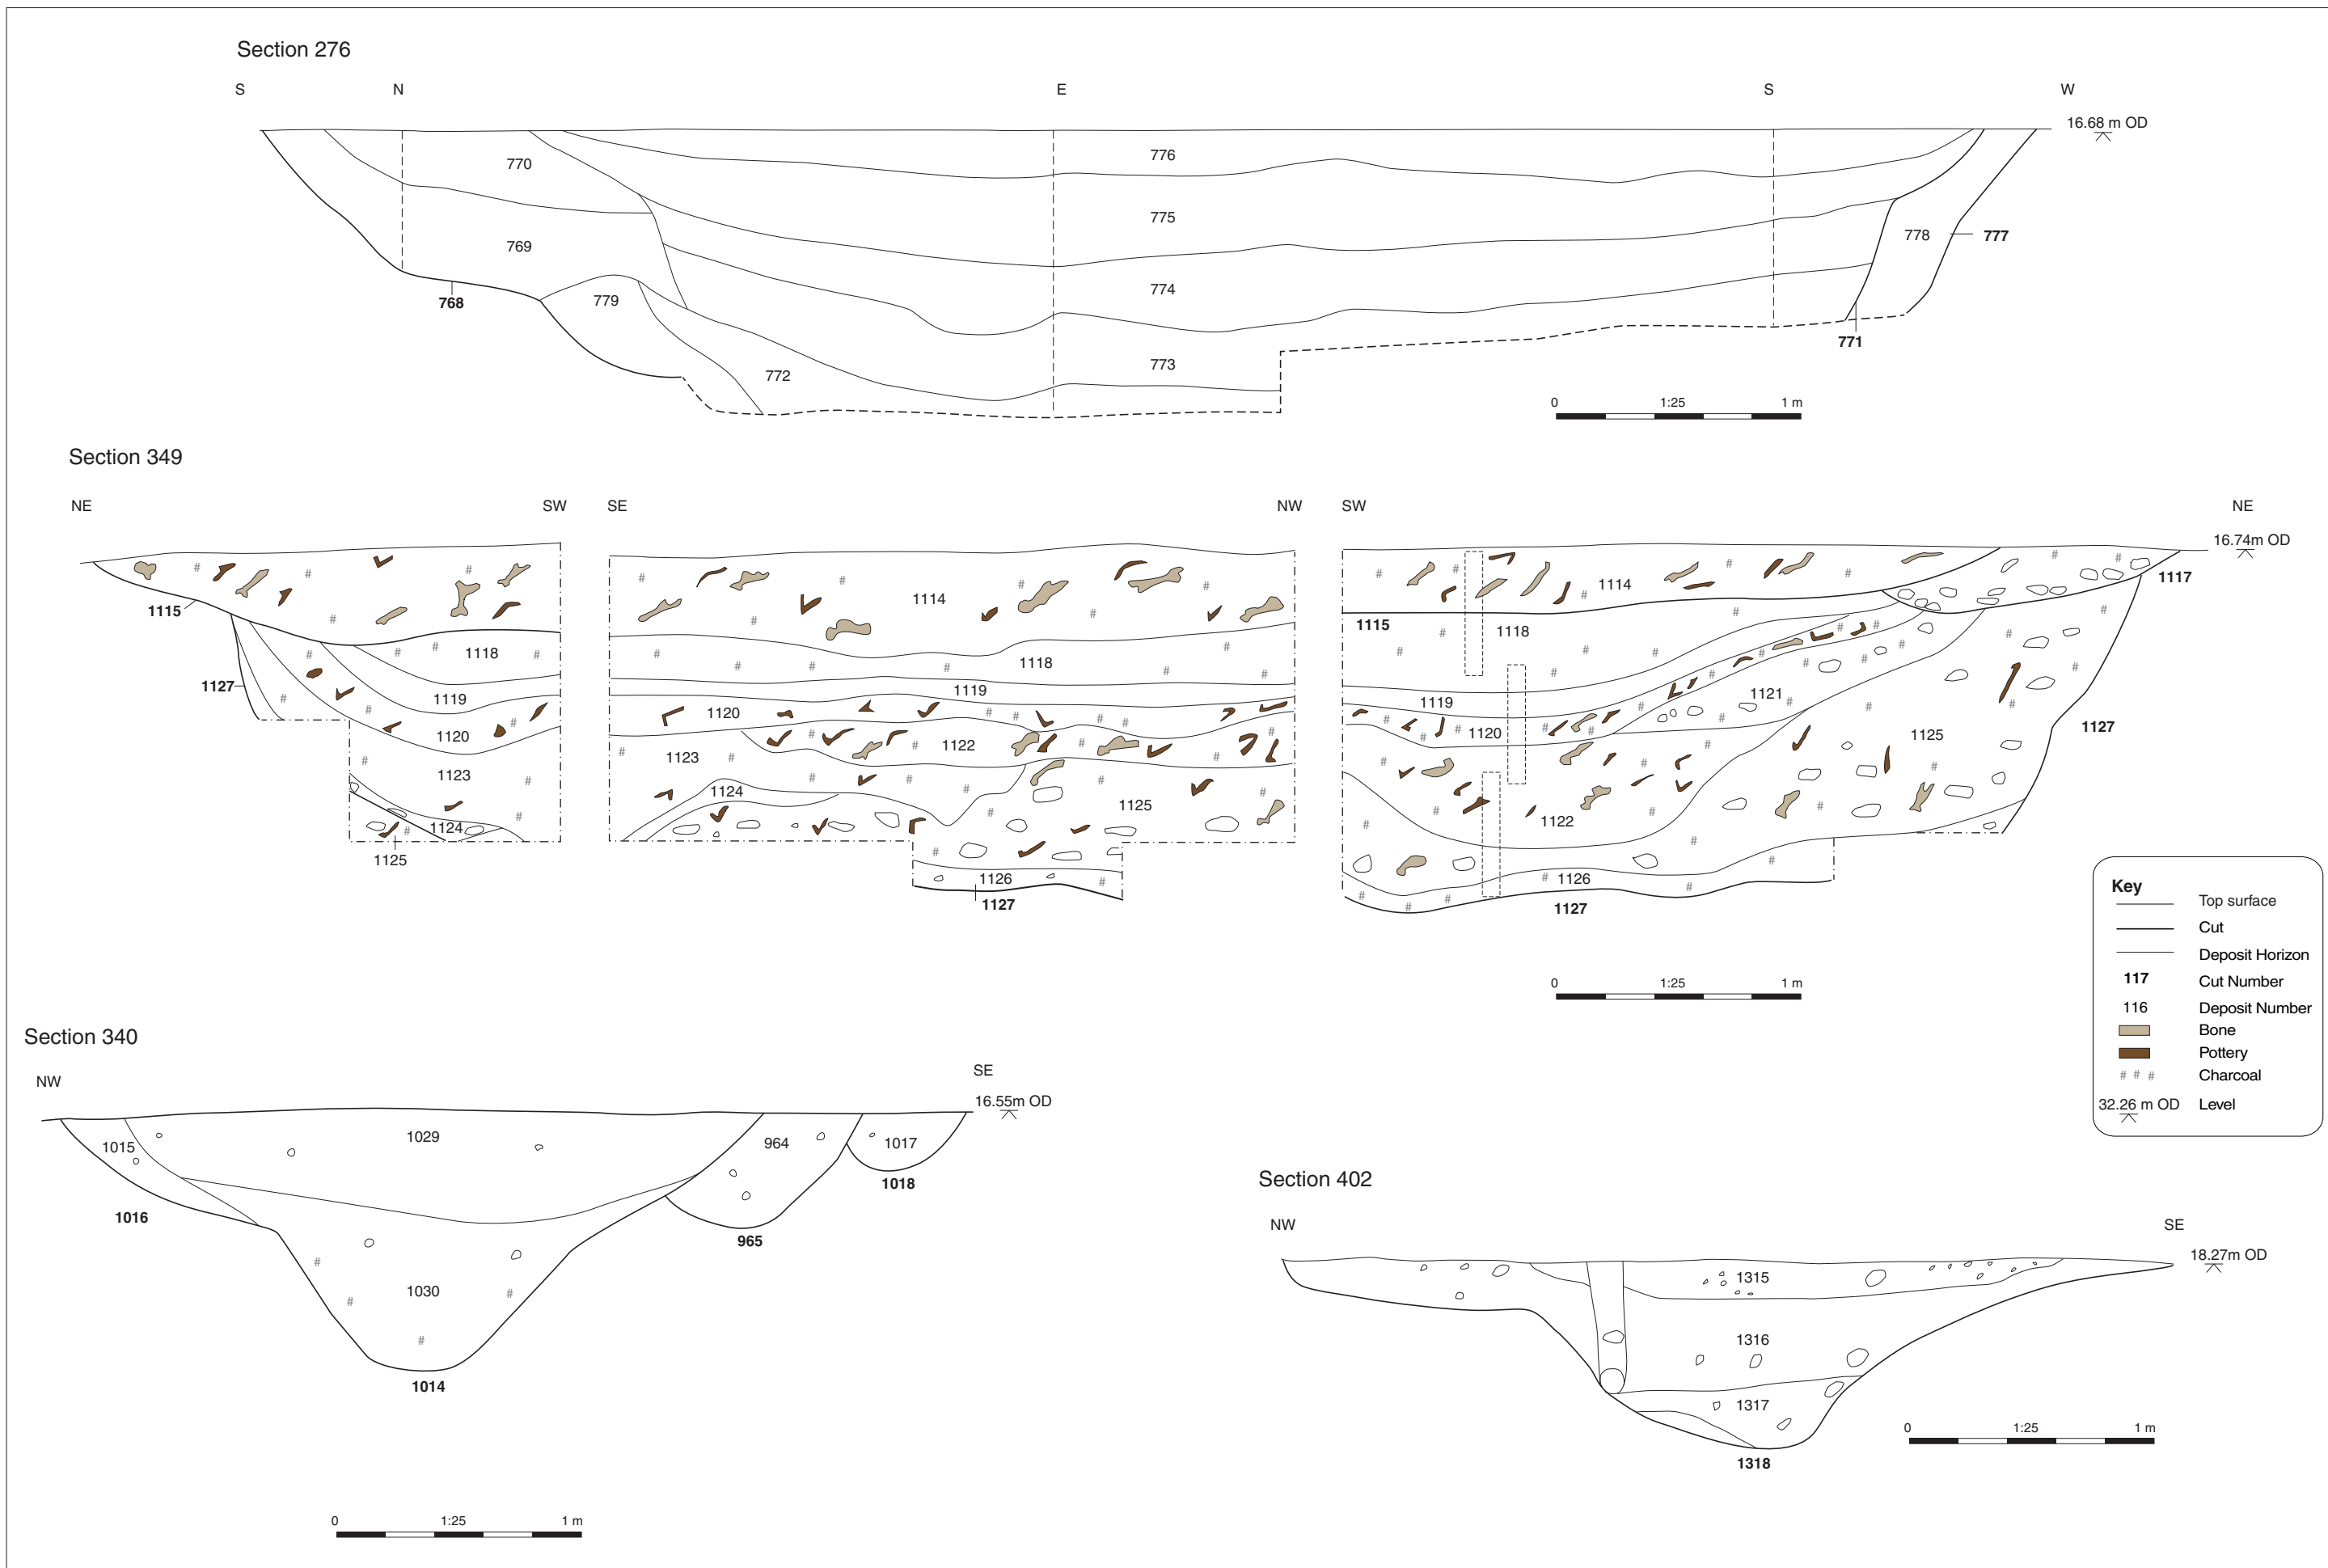 Section 276
S N E S W
16.68 m OD
770
776
769
775
778
777
768
779
774
771
772
773
0 1:25 1 m
Section 349
NE SW SE NW SW NE
16.74m OD
1115
1118
1127
1119
1120
1123
1124
1125
1114
1118
1119
1120
1122
1123
1124
1125
1126
1127
1114
1117
1115
1118
1119
1121
1120
1127
1125
1122
1126
1127
0 1:25 1 m
Key
Top surface
Cut
Deposit Horizon
117 Cut Number
116 Deposit Number
Bone
Pottery
# # # Charcoal
32.26 m OD Level
Section 340
NW SE
16.55m OD
1015
1029
964
1017
1018
1016
965
1030
1014
0 1:25 1 m
Section 402
NW SE
18.27m OD
1315
1316
1317
1318
0 1:25 1 m